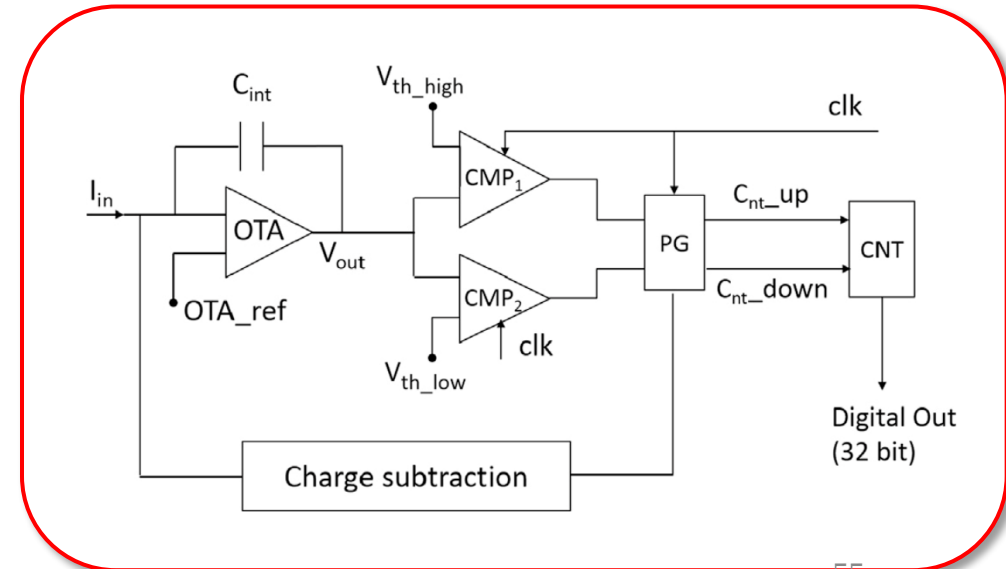 C_int
V_th_high
clk
I_in
CMP_1
OTA
C_nt_up
PG
CNT
V_out
OTA_ref
CMP_2
C_nt_down
clk
V_th_low
Digital Out
(32 bit)
Charge subtraction